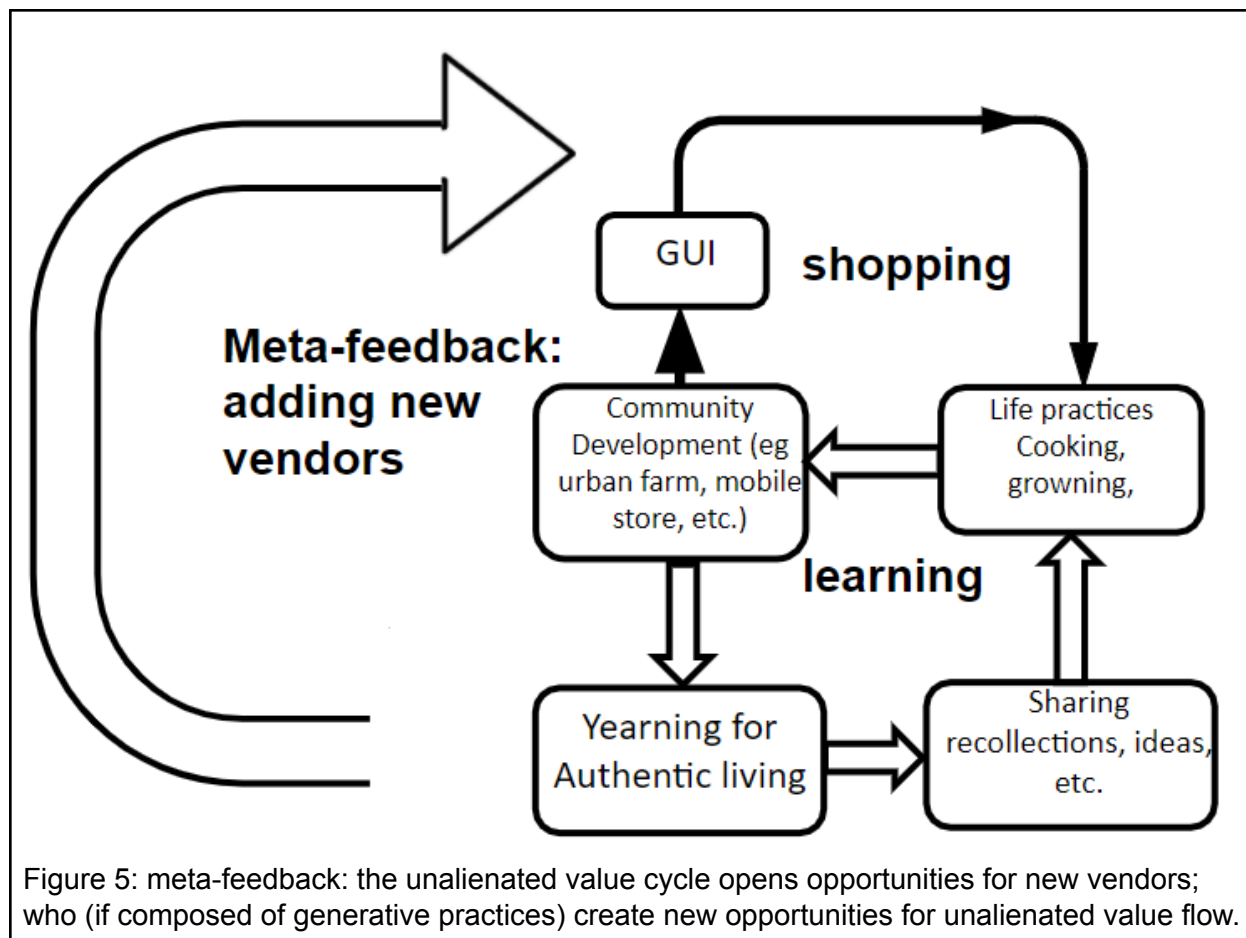 GUI
shopping
Meta-feedback:
adding new
vendors
Community
Development (eg
urban farm, mobile
store, etc.)
Life practices
Cooking,
growning,
learning
Yearning for
Authentic living
Sharing
recollections, ideas,
etc.
Figure 5: meta-feedback: the unalienated value cycle opens opportunities for new vendors;
who (if composed of generative practices) create new opportunities for unalienated value flow.